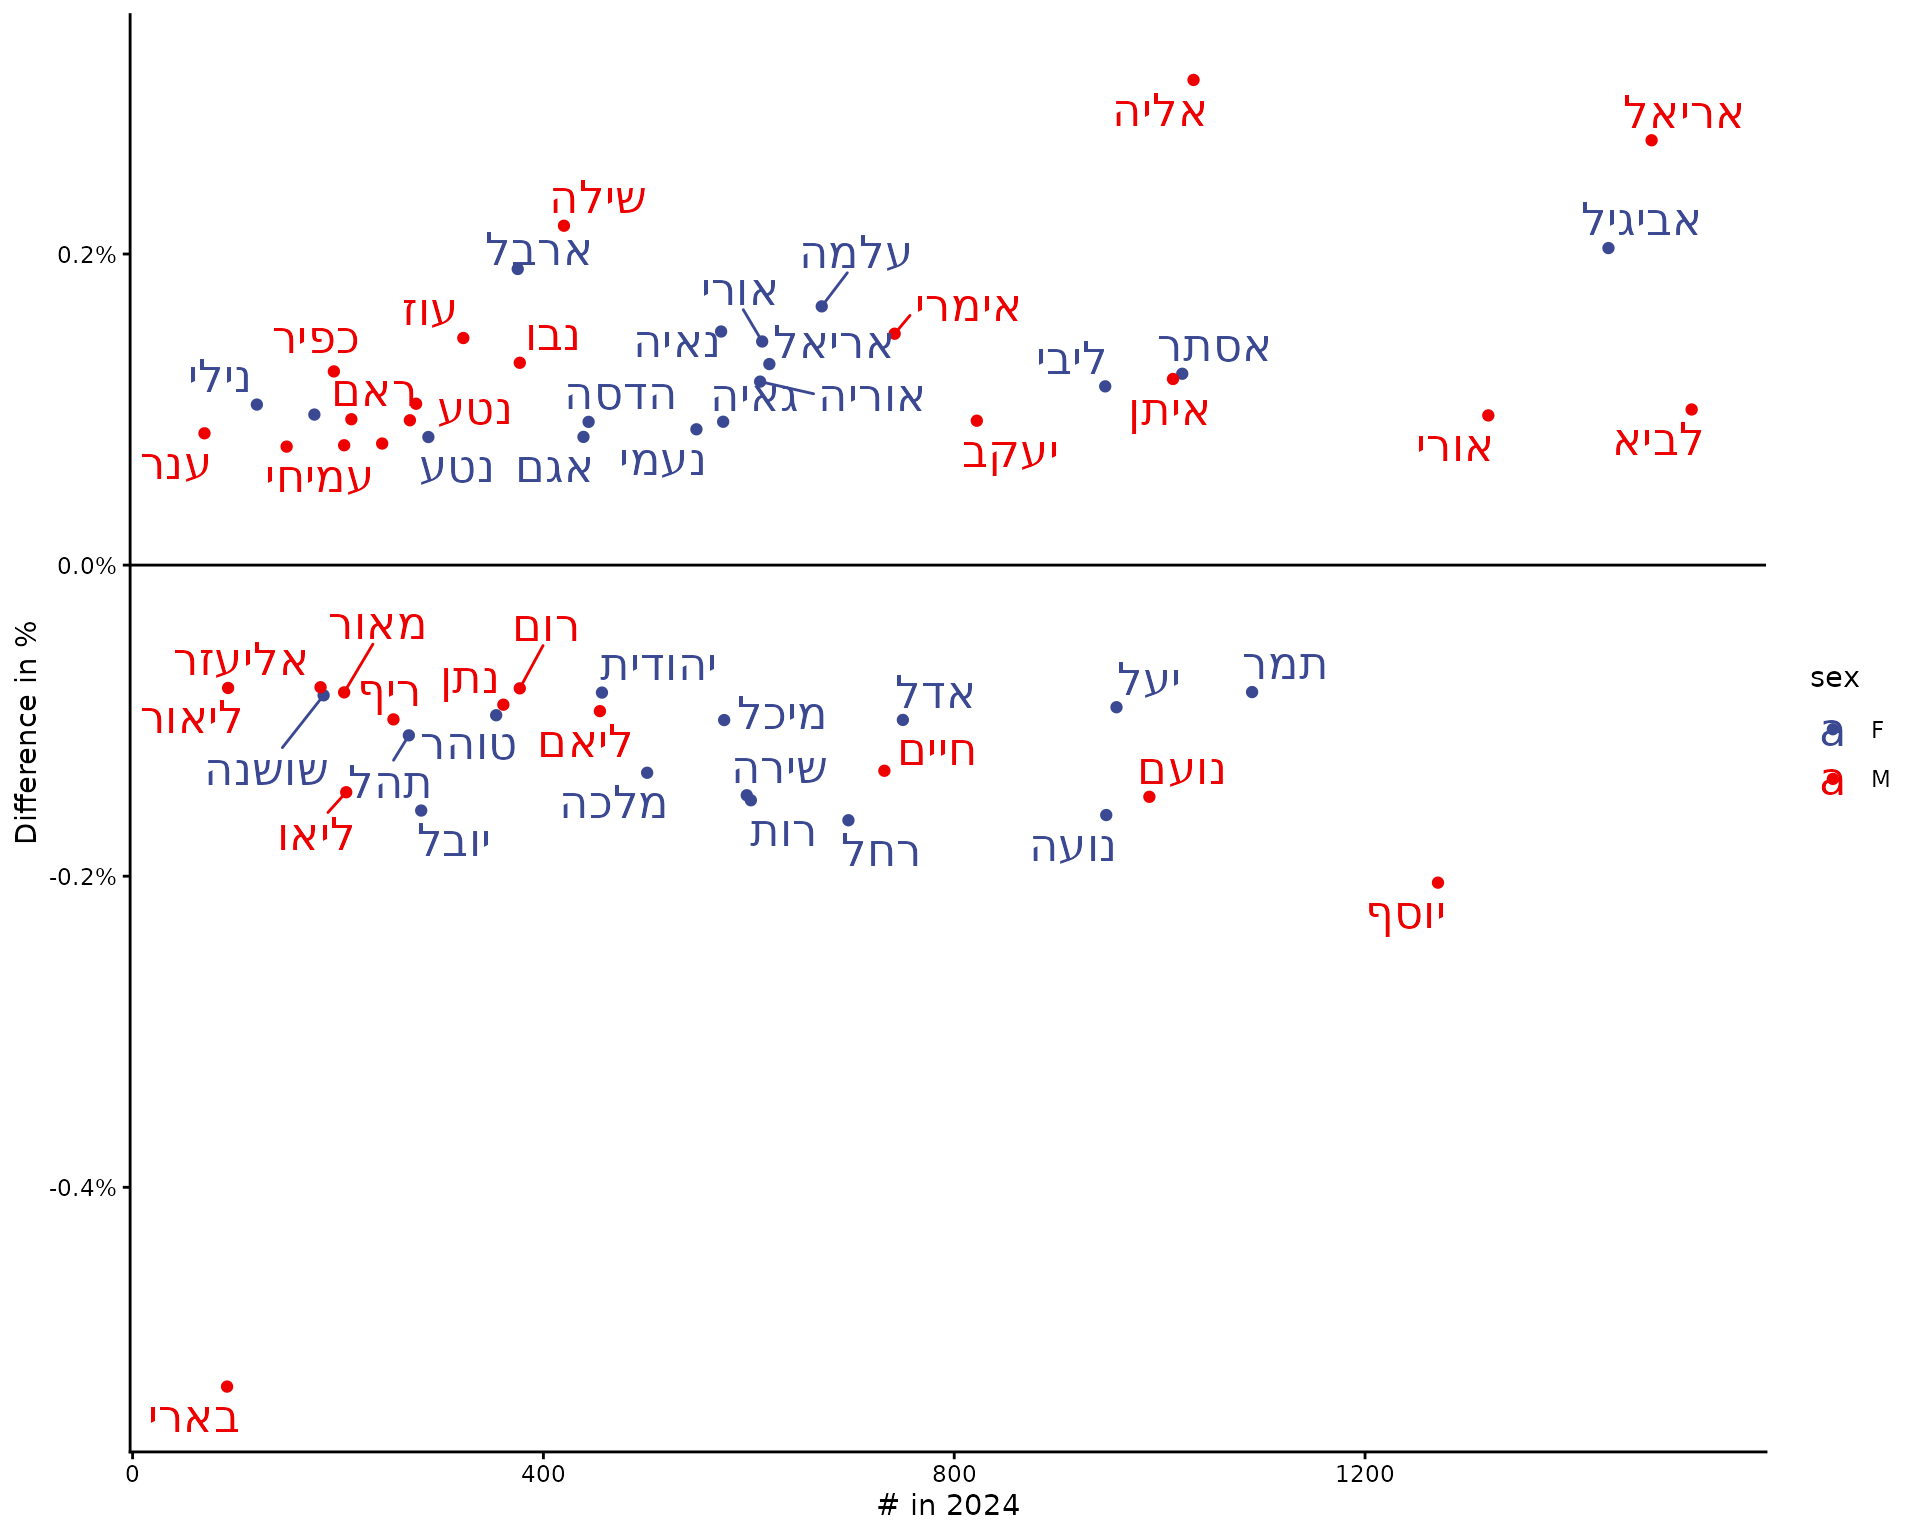 אליה
אריאל
שילה
אביגיל
ארבל
עלמה
0.2%
אורי
עוז
אימרי
נבו
כפיר
נאיה
אריאל
אסתר
ליבי
נילי
ראם
הדסה
גאיה
אוריה
נטע
איתן
לביא
אורי
יעקב
ענר
נעמי
עמיחי
נטע
אגם
0.0%
מאור
רום
אליעזר
יהודית
תמר
נתן
יעל
ריף
אדל
sex
ליאור
מיכל
F
טוהר
ליאם
חיים
שושנה
שירה
נועם
M
תהל
מלכה
ליאו
רות
יובל
רחל
נועה
-0.2%
יוסף
Difference in %
-0.4%
בארי
0
400
800
1200
# in 2024